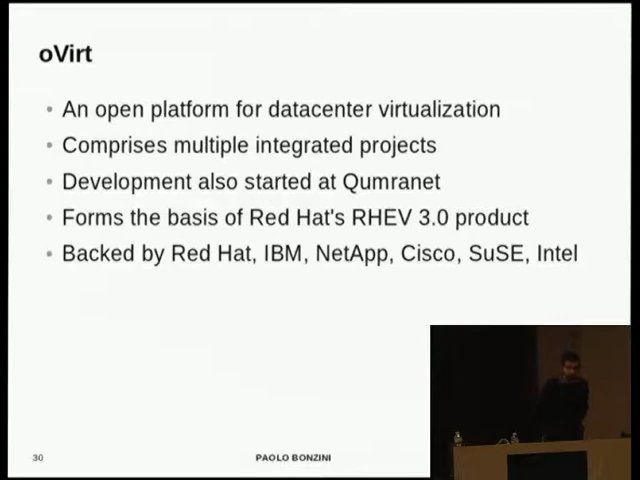 oVirt
• An open platform for datacenter virtualization
• Comprises multiple integrated projects
• Development also started at Qumranet
• Forms the basis of Red Hat's RHEV 3.0 product
• Backed by Red Hat, IBM, NetApp, Cisco, SuSE, Intel
30
PAOLO BONZINI